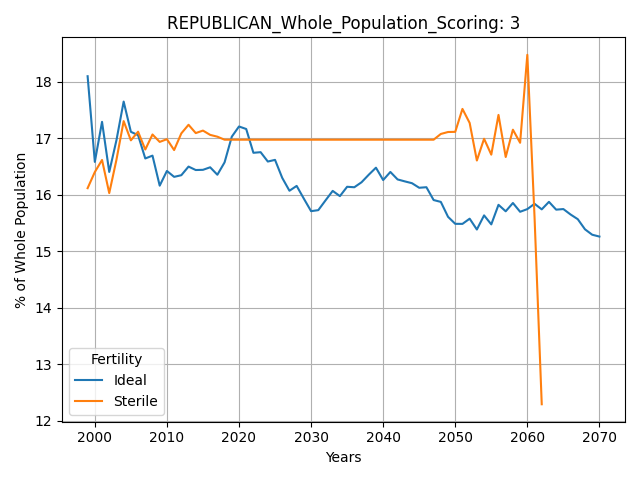 REPUBLICAN_Whole_Population_Scoring: 3
% of Whole Population
18
17
16
15
14
13
12
Fertility
Ideal
Sterile
2000 2010 2020 2030 2040 2050 2060 2070
Years